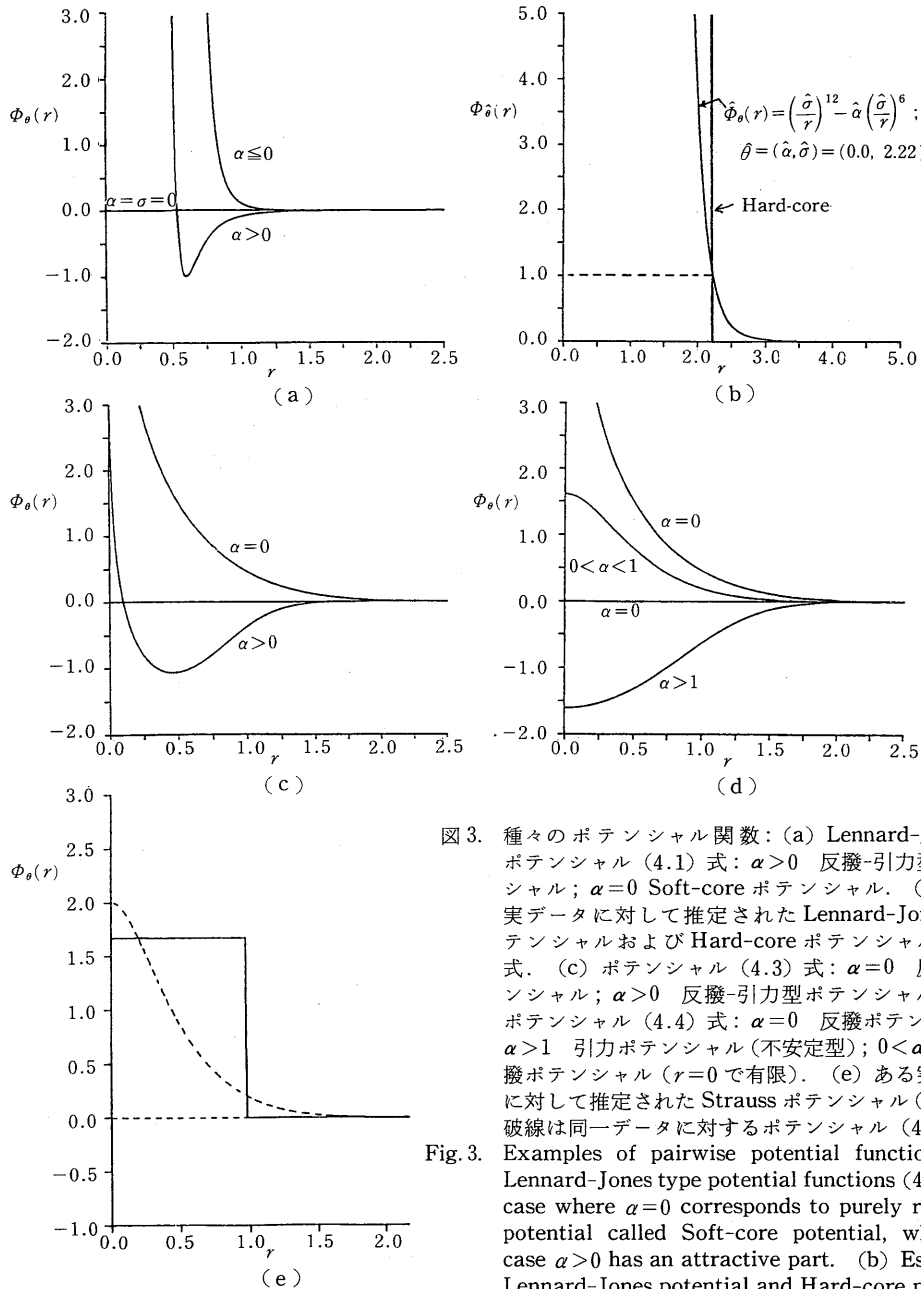 3.0
2.0
1.0
0.0
−1.0
−2.0
Φθ(r)
α≦0
α=σ=0
α>0
0.0 0.5 1.0 1.5 2.0 2.5
r
(a)
5.0
4.0
3.0
2.0
1.0
0.0
Φθ̂(r)
Φ̂θ(r)=(σ̂/r)^12−α̂(σ̂/r)^6 ;
θ̂=(α̂,σ̂)=(0.0, 2.22
Hard-core
0.0 1.0 2.0 3.0 4.0 5.0
r
(b)
3.0
2.0
1.0
0.0
−1.0
−2.0
Φθ(r)
α=0
α>0
0.0 0.5 1.0 1.5 2.0 2.5
r
(c)
3.0
2.0
1.0
0.0
−2.0
Φθ(r)
−1.0
α=0
0<α<1
α=0
α>1
0.0 0.5 1.0 1.5 2.0 2.5
r
(d)
3.0
2.5
2.0
1.5
1.0
0.5
0.0
−0.5
−1.0
Φθ(r)
0.0 0.5 1.0 1.5 2.0
r
(e)
図3. 種々のポテンシャル関数: (a) Lennard-
ポテンシャル (4.1) 式: α>0 反撥-引力
シャル; α=0 Soft-core ポテンシャル. (
実データに対して推定された Lennard-Jo
テンシャルおよび Hard-core ポテンシャ
式. (c) ポテンシャル (4.3) 式: α=0
ンシャル; α>0 反撥-引力型ポテンシャル
ポテンシャル (4.4) 式: α=0 反撥ポテン
α>1 引力ポテンシャル(不安定型); 0<α
撥ポテンシャル (r=0 で有限). (e) ある
に対して推定された Strauss ポテンシャル (
破線は同一データに対するポテンシャル (4
Fig. 3. Examples of pairwise potential functio
Lennard-Jones type potential functions (4
case where α=0 corresponds to purely r
potential called Soft-core potential, w
case α>0 has an attractive part. (b) Es
Lennard-Jones potential and Hard-core